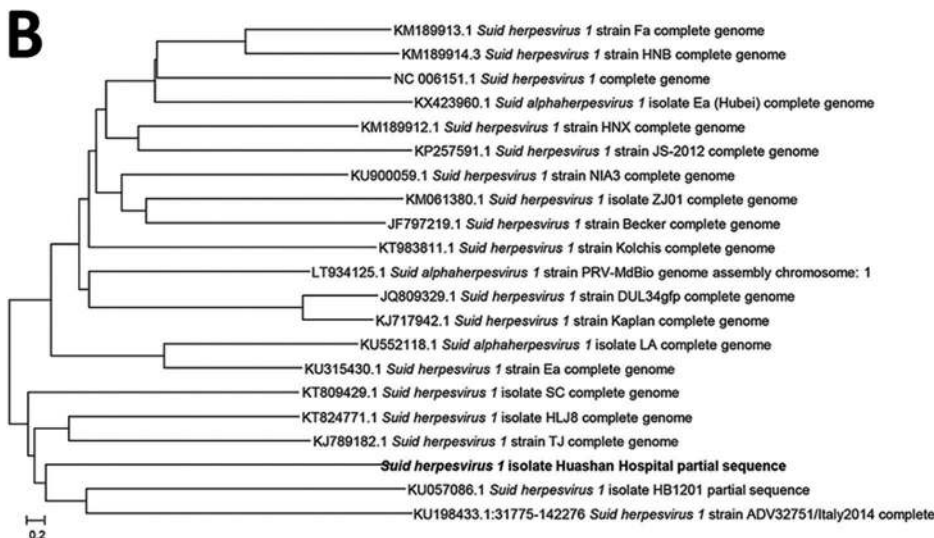 B
KM189913.1 Suid herpesvirus 1 strain Fa complete genome
KM189914.3 Suid herpesvirus 1 strain HNB complete genome
NC 006151.1 Suid herpesvirus 1 complete genome
KX423960.1 Suid alphaherpesvirus 1 isolate Ea (Hubei) complete genome
KM189912.1 Suid herpesvirus 1 strain HNX complete genome
KP257591.1 Suid herpesvirus 1 strain JS-2012 complete genome
KU900059.1 Suid herpesvirus 1 strain NIA3 complete genome
KM061380.1 Suid herpesvirus 1 isolate ZJ01 complete genome
JF797219.1 Suid herpesvirus 1 strain Becker complete genome
KT983811.1 Suid herpesvirus 1 strain Kolchis complete genome
LT934125.1 Suid alphaherpesvirus 1 strain PRV-MdBio genome assembly chromosome: 1
JQ809329.1 Suid herpesvirus 1 strain DUL34gfp complete genome
KJ717942.1 Suid herpesvirus 1 strain Kaplan complete genome
KU552118.1 Suid alphaherpesvirus 1 isolate LA complete genome
KU315430.1 Suid herpesvirus 1 strain Ea complete genome
KT809429.1 Suid herpesvirus 1 isolate SC complete genome
KT824771.1 Suid herpesvirus 1 isolate HLJ8 complete genome
KJ789182.1 Suid herpesvirus 1 strain TJ complete genome
Suid herpesvirus 1 isolate Huashan Hospital partial sequence
KU057086.1 Suid herpesvirus 1 isolate HB1201 partial sequence
KU198433.1:31775-142276 Suid herpesvirus 1 strain ADV32751/Italy2014 complete
0.2